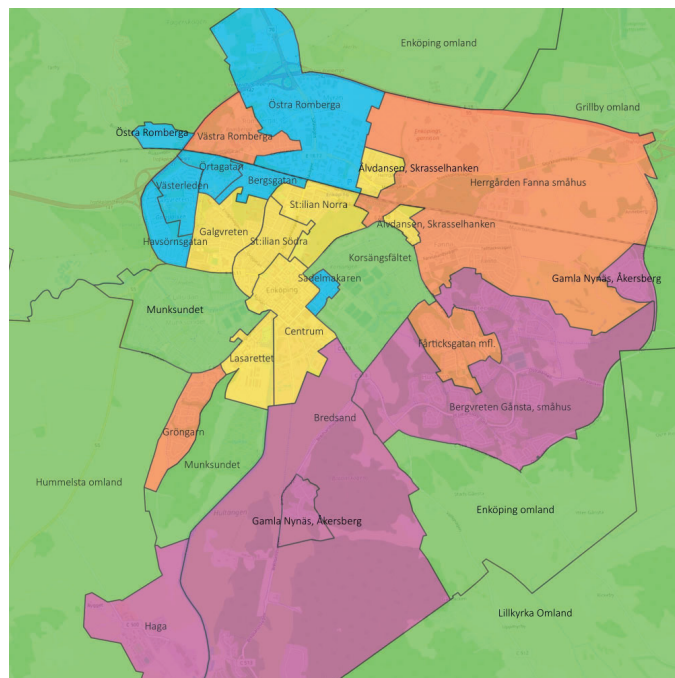 Enköping omland
Östra Romberga
Grillby omland
Östra Romberga
Västra Romberga
Örtagatan
Älvdansen, Skrasselhanken
Västerleden
Bergsgatan
Herrgården Fanna småhus
St:ilian Norra
Galgvreten
Älvdansen, Skrasselhanken
Havsörnsgatan
St:ilian Södra
Korsängsfältet
Sadelmakaren
Gamla Nynäs, Åkersberg
Enköping
Munksundet
Centrum
Fårticksgatan mfl.
Lasarettet
Bergvreten Gånsta, småhus
Bredsand
Gröngarn
Munksundet
Hummelsta omland
Enköping omland
Gamla Nynäs, Åkersberg
Lillkyrka Omland
Haga